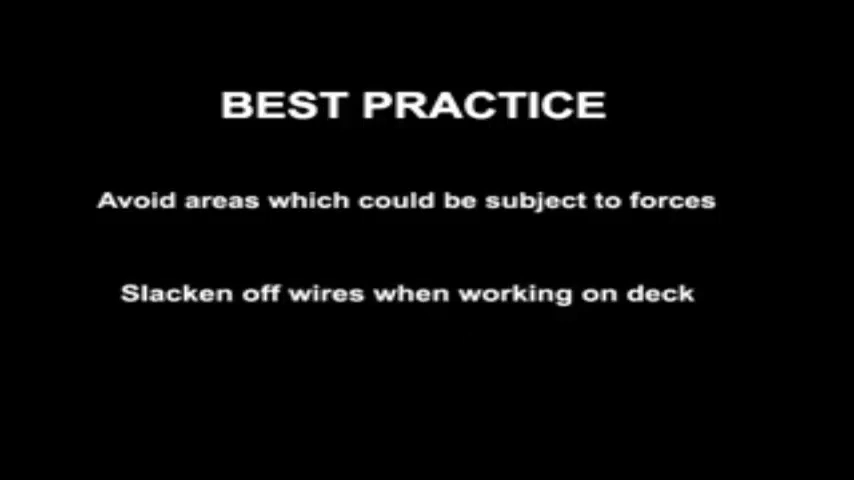 BEST PRACTICE
Avoid areas which could be subject to forces
Slacken off wires when working on deck